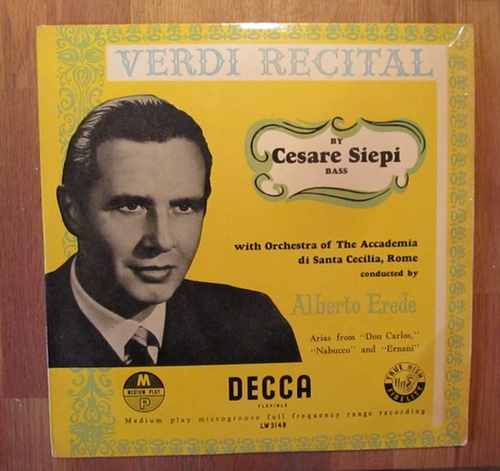 VERDI RECITAL
BY
Cesare Siepi
BASS
with Orchestra of The Accademia
di Santa Cecilia, Rome
conducted by
Alberto Erede
Arias from "Don Carlos,"
"Nabucco" and "Ernani"
M
MEDIUM PLAY
P
DECCA
FLEXIBLE
TRUE HIGH
FIDELITY
Medium play microgroove full frequency range recording
LW 5148